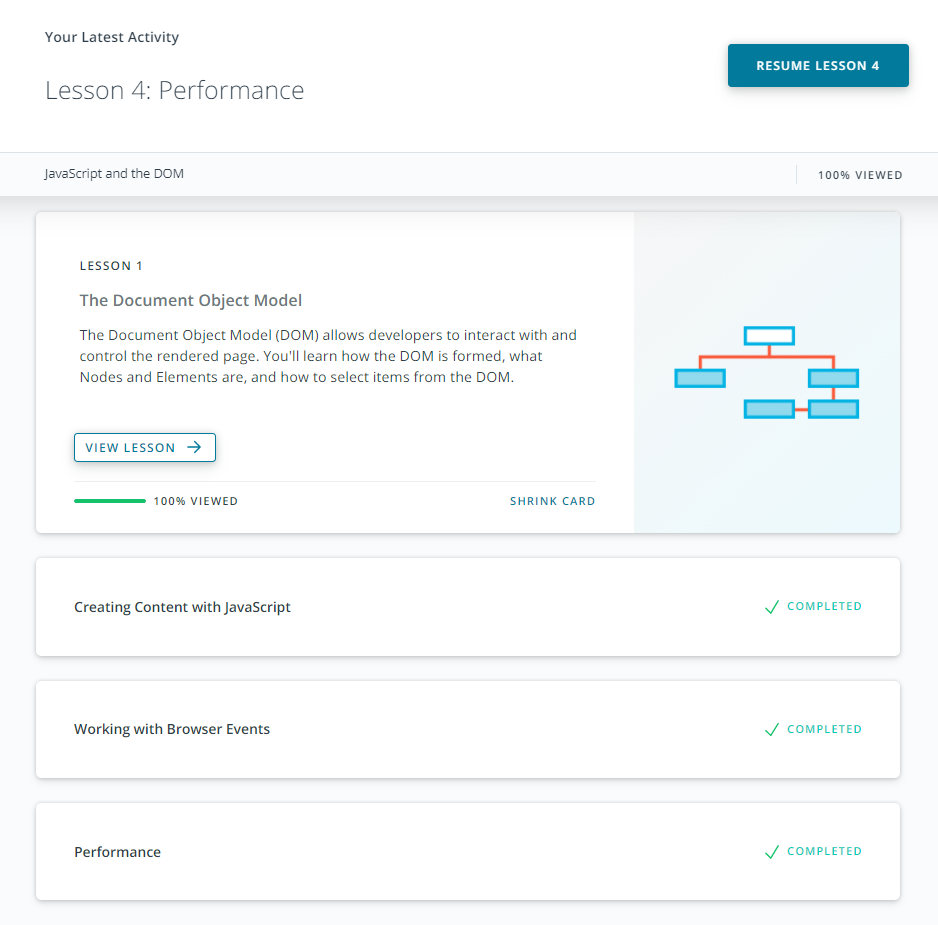 Your Latest Activity
Lesson 4: Performance
RESUME LESSON 4
JavaScript and the DOM
100% VIEWED
LESSON 1
The Document Object Model
The Document Object Model (DOM) allows developers to interact with and
control the rendered page. You'll learn how the DOM is formed, what
Nodes and Elements are, and how to select items from the DOM.
VIEW LESSON
100% VIEWED
SHRINK CARD
Creating Content with JavaScript
COMPLETED
Working with Browser Events
COMPLETED
Performance
COMPLETED